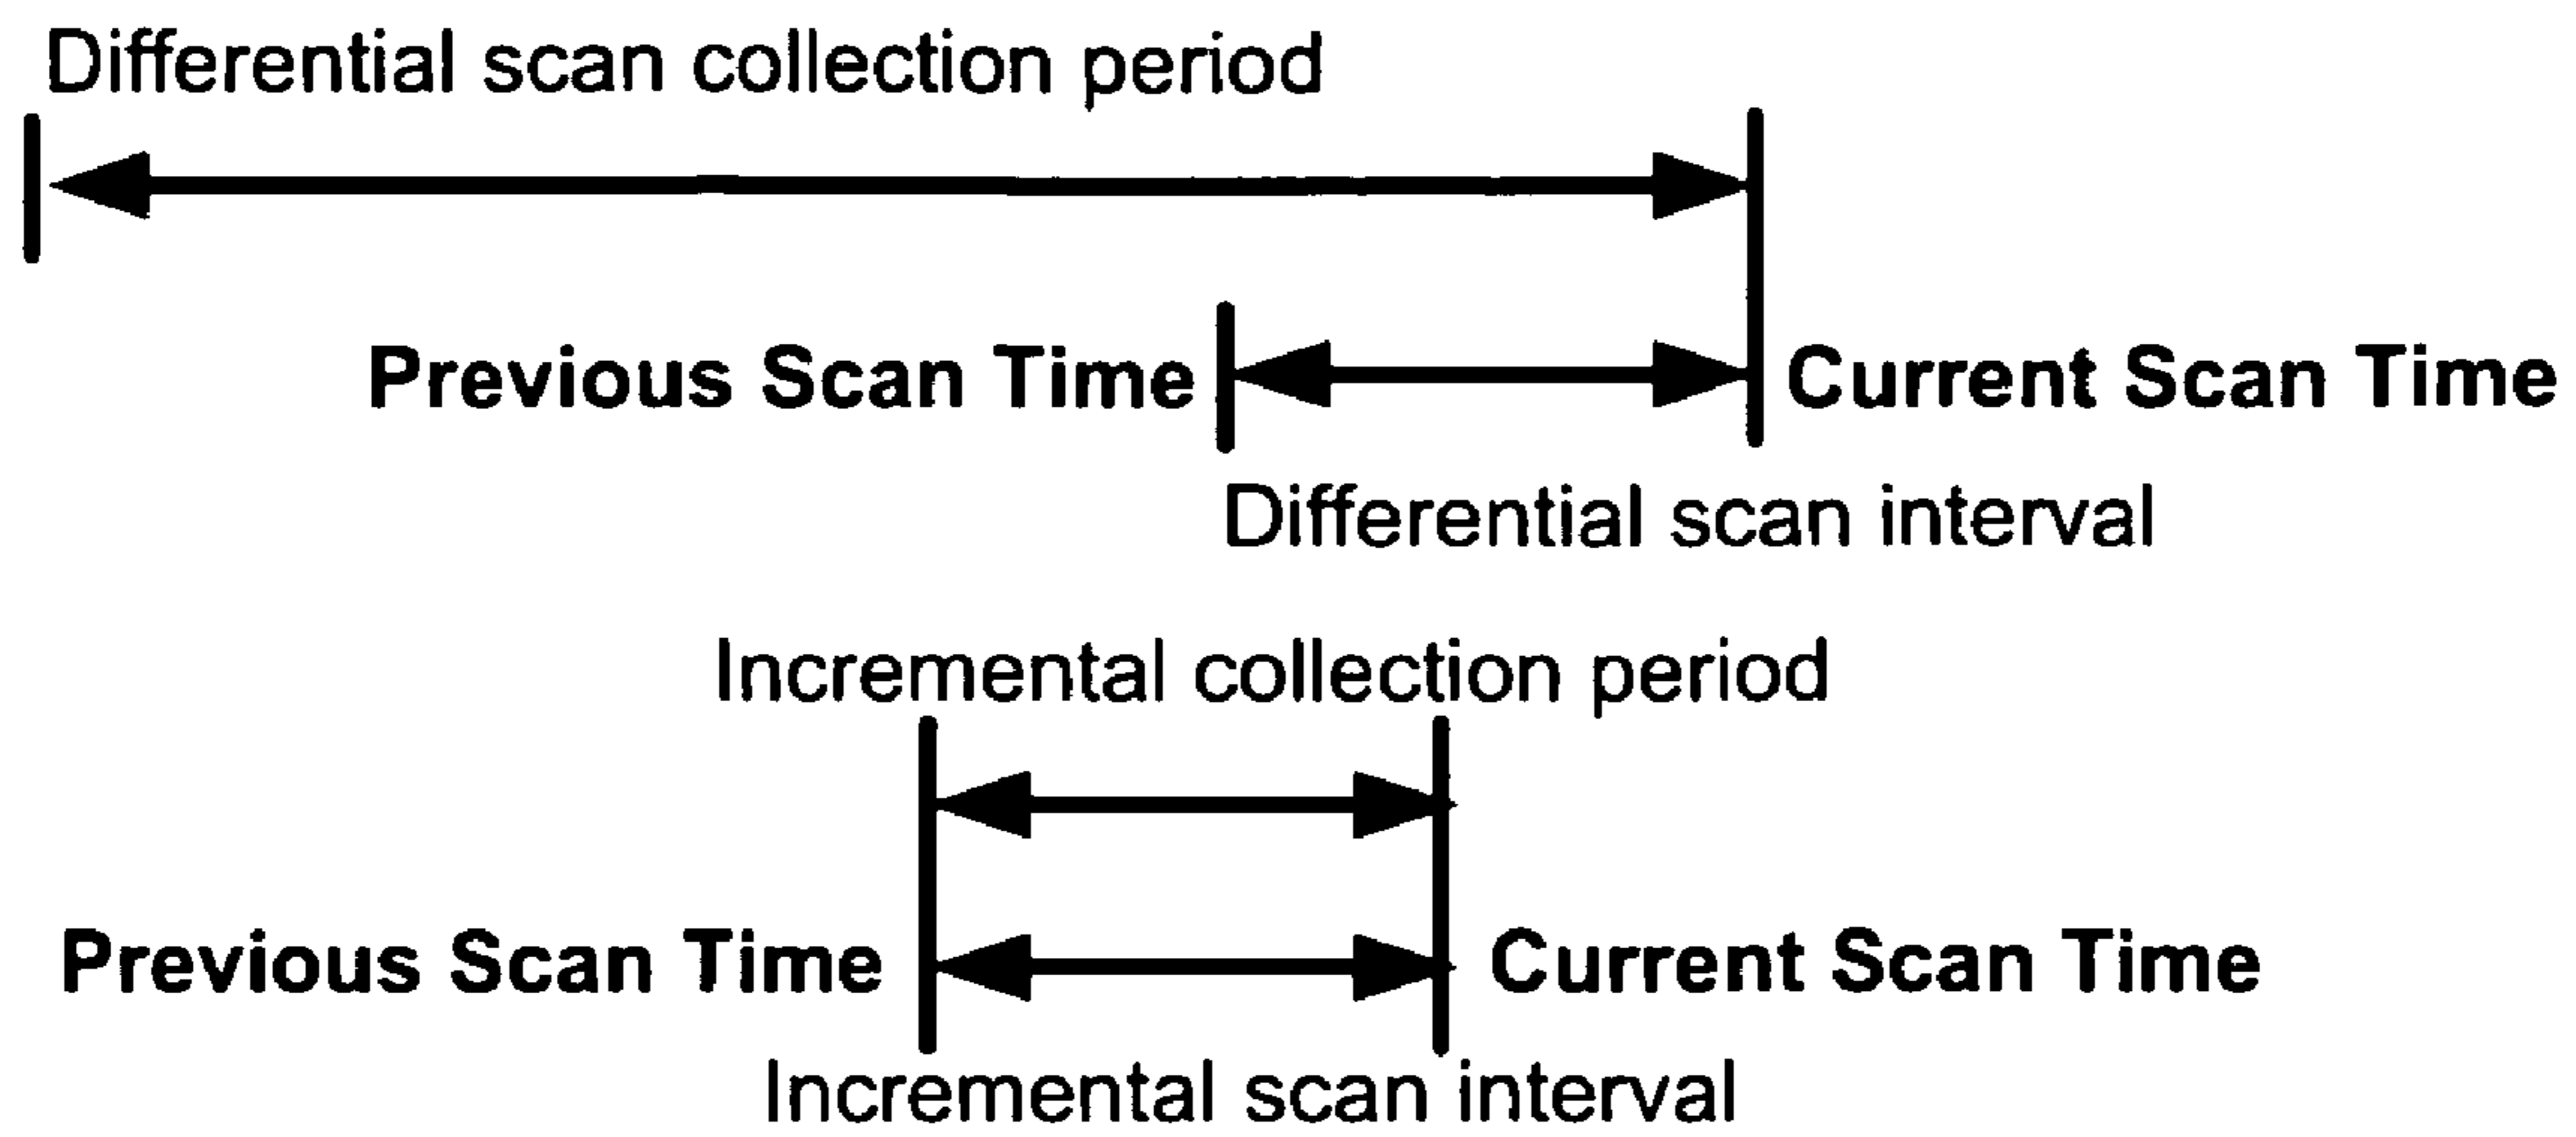 Differential scan collection period
Previous Scan Time
Current Scan Time
Differential scan interval
Incremental collection period
Previous Scan Time
Current Scan Time
Incremental scan interval